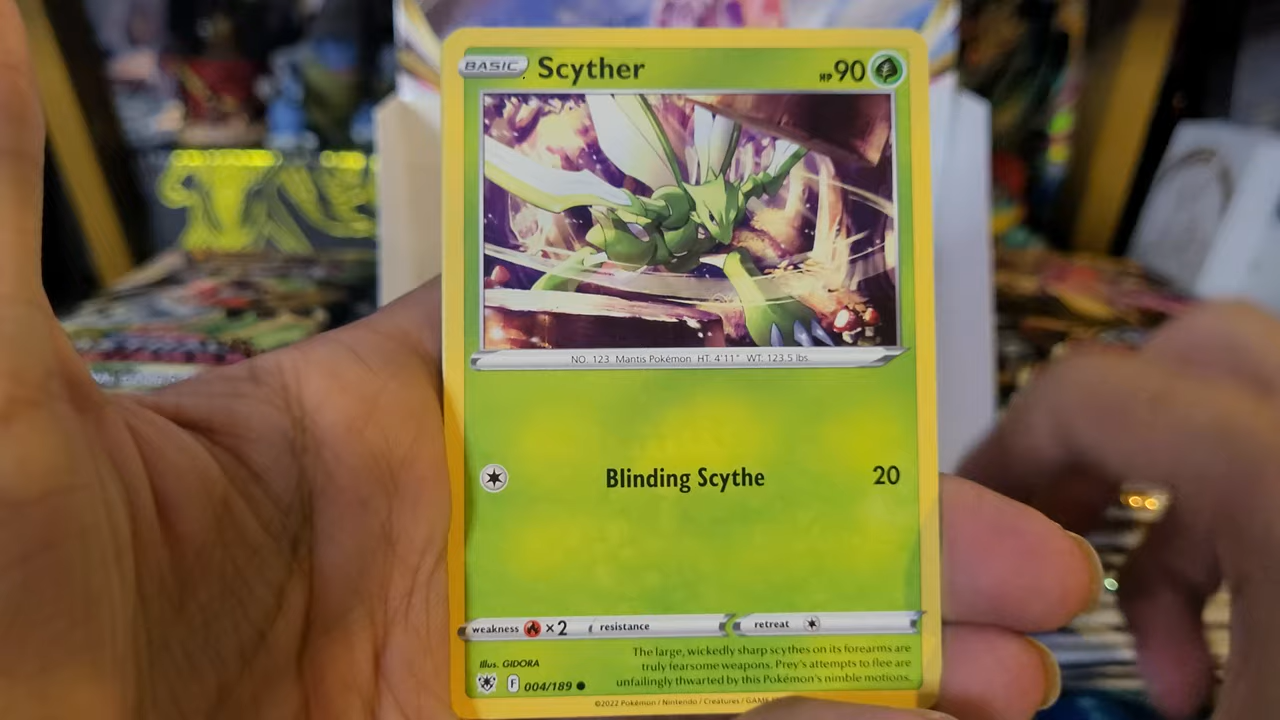 BASIC Scyther HP 90
NO. 123 Mantis Pokémon HT: 4'11" WT: 123.5 lbs.
Blinding Scythe 20
weakness ×2 resistance retreat
Illus. GIDORA
The large, wickedly sharp scythes on its forearms are
truly fearsome weapons. Prey's attempts to flee are
unfailingly thwarted by this Pokémon's nimble motions.
F 004/189
©2022 Pokémon / Nintendo / Creatures / GAME